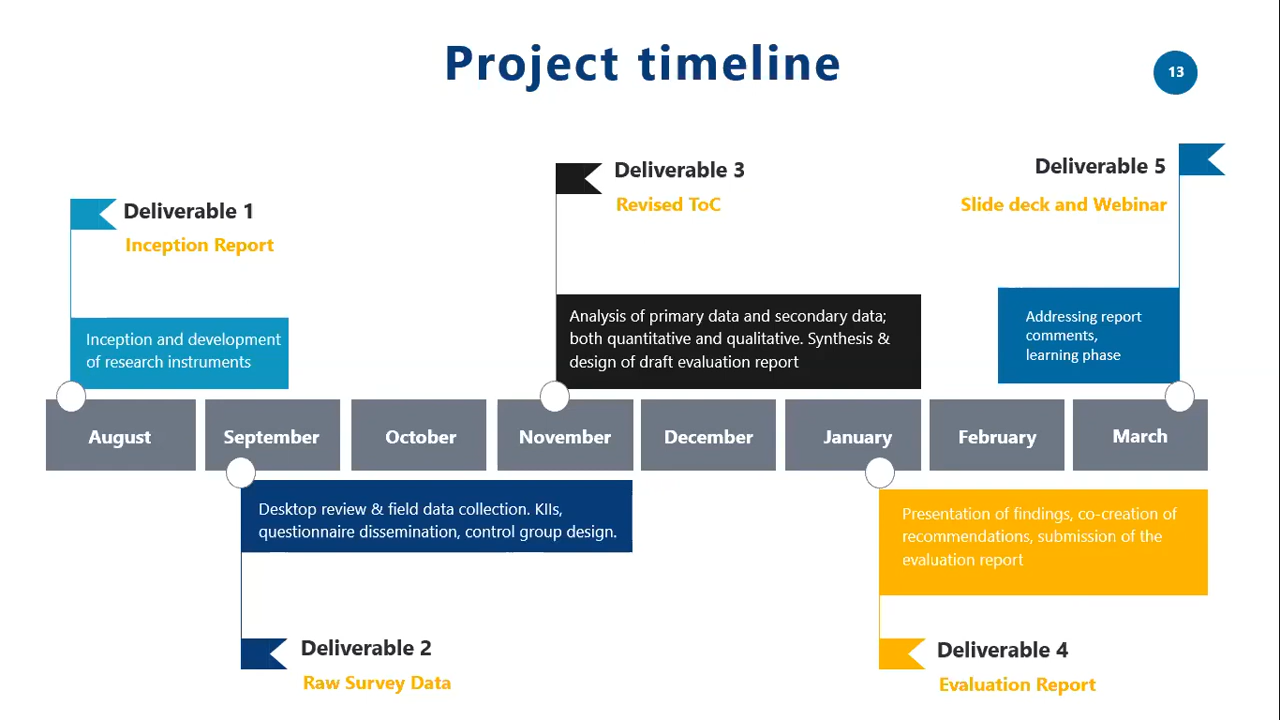 Project timeline
13
Deliverable 1
Inception Report
Inception and development
of research instruments
Deliverable 3
Revised ToC
Analysis of primary data and secondary data;
both quantitative and qualitative. Synthesis &
design of draft evaluation report
Deliverable 5
Slide deck and Webinar
Addressing report
comments,
learning phase
August
September
October
November
December
January
February
March
Desktop review & field data collection. KIIs,
questionnaire dissemination, control group design.
Deliverable 2
Raw Survey Data
Presentation of findings, co-creation of
recommendations, submission of the
evaluation report
Deliverable 4
Evaluation Report